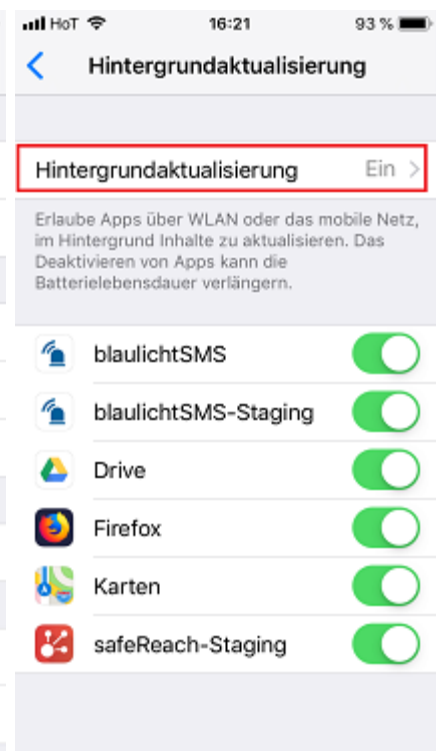 HoT 16:21 93 %
Hintergrundaktualisierung
Hintergrundaktualisierung Ein
Erlaube Apps über WLAN oder das mobile Netz,
im Hintergrund Inhalte zu aktualisieren. Das
Deaktivieren von Apps kann die
Batterielebensdauer verlängern.
blaulichtSMS
blaulichtSMS-Staging
Drive
Firefox
Karten
safeReach-Staging